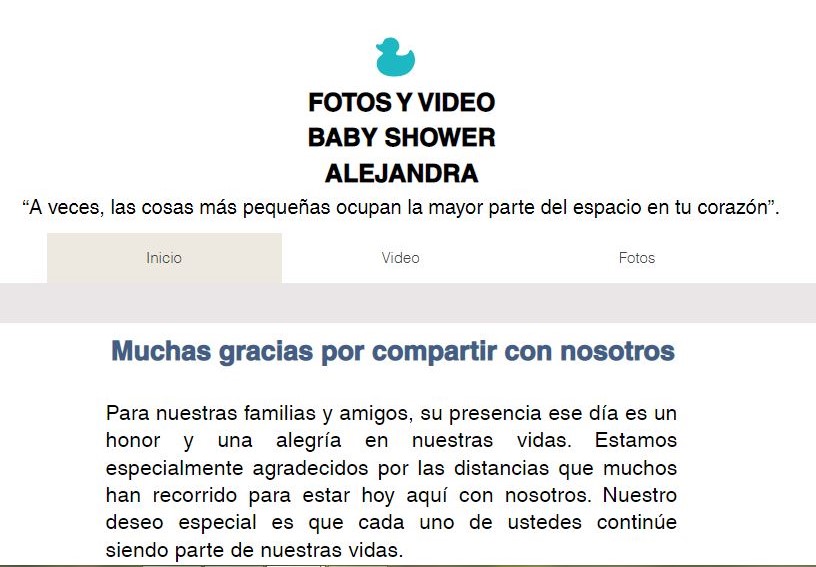 FOTOS Y VIDEO
BABY SHOWER
ALEJANDRA
“A veces, las cosas más pequeñas ocupan la mayor parte del espacio en tu corazón”.
Inicio Video Fotos
Muchas gracias por compartir con nosotros
Para nuestras familias y amigos, su presencia ese día es un
honor y una alegría en nuestras vidas. Estamos
especialmente agradecidos por las distancias que muchos
han recorrido para estar hoy aquí con nosotros. Nuestro
deseo especial es que cada uno de ustedes continúe
siendo parte de nuestras vidas.